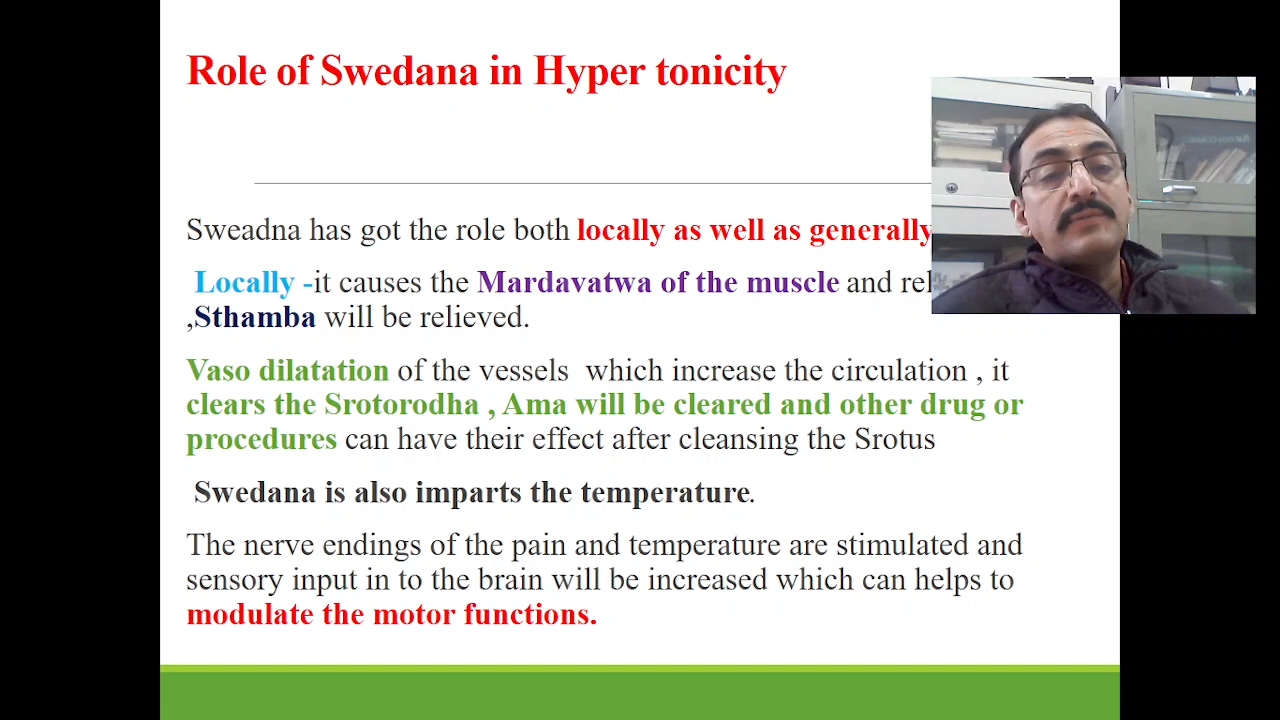 Role of Swedana in Hyper tonicity
Sweadna has got the role both locally as well as generally
Locally -it causes the Mardavatwa of the muscle and
,Sthamba will be relieved.
Vaso dilatation of the vessels which increase the circulation , it
clears the Srotorodha , Ama will be cleared and other drug or
procedures can have their effect after cleansing the Srotus
Swedana is also imparts the temperature.
The nerve endings of the pain and temperature are stimulated and
sensory input in to the brain will be increased which can helps to
modulate the motor functions.